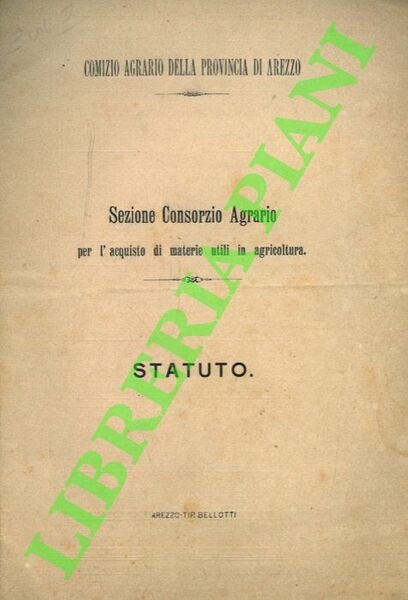 COMIZIO AGRARIO DELLA PROVINCIA DI AREZZO
Sezione Consorzio Agrario
per l' acquisto di materie utili in agricoltura.
STATUTO.
AREZZO-TIP. BELLOTTI
LIBRERIA PIANI